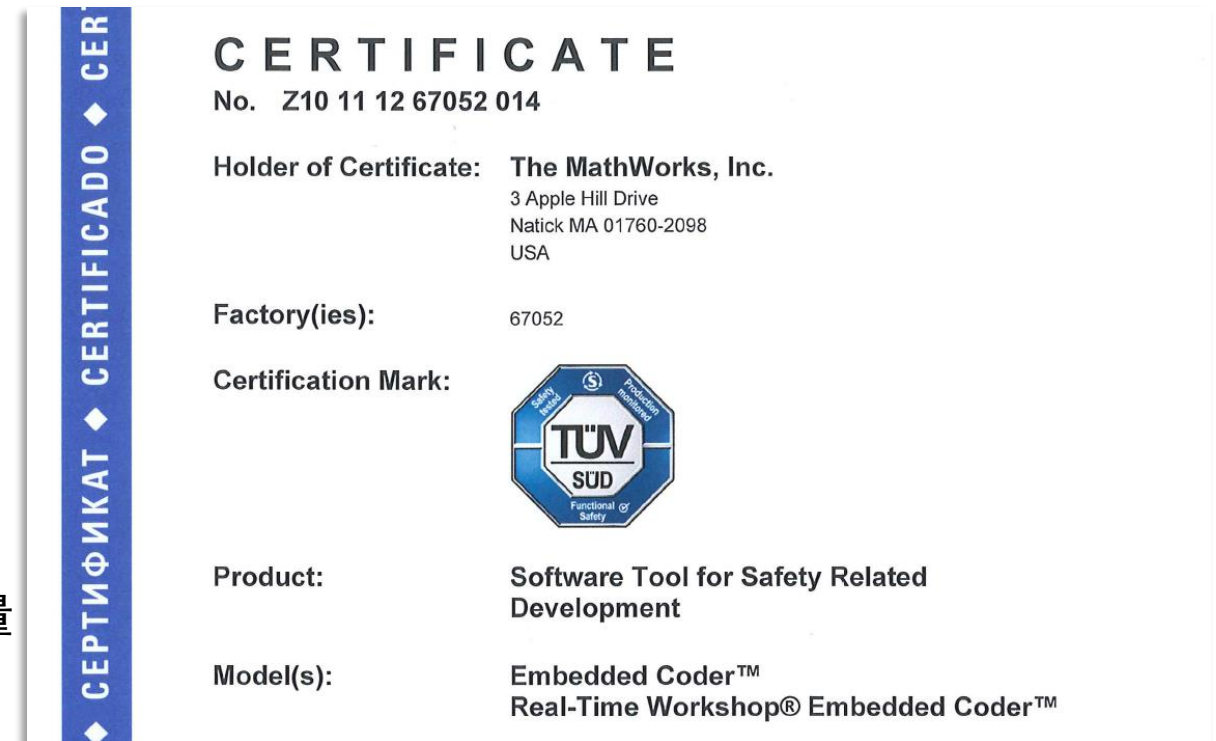 CERTIFICATE
No. Z10 11 12 67052 014
Holder of Certificate: The MathWorks, Inc.
3 Apple Hill Drive
Natick MA 01760-2098
USA
Factory(ies): 67052
Certification Mark:
Safety tested
S
Production monitored
TÜV
SÜD
Functional
Safety
Product: Software Tool for Safety Related
Development
Model(s): Embedded Coder™
Real-Time Workshop® Embedded Coder™
◆ СЕРТИФИКАТ ◆ CERTIFICADO ◆ CER